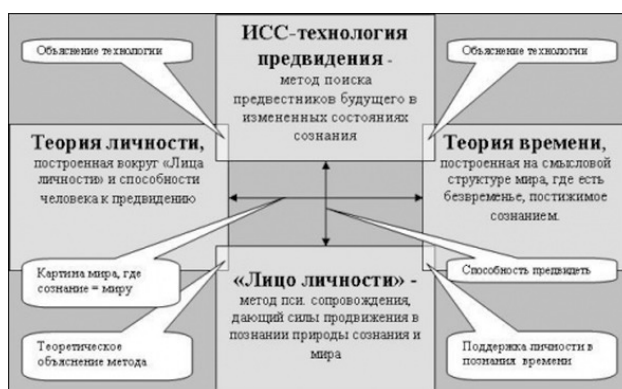 Объяснение технологии
ИСС-технология
предвидения -
метод поиска
предвестников будущего в
измененных состояниях
сознания
Объяснение технологии
Теория личности,
построенная вокруг «Лица
личности» и способности
человека к предвидению
Теория времени,
построенная на смысловой
структуре мира, где есть
безвременье, постижимое
сознанием.
Картина мира, где
сознание = миру
Способность предвидеть
«Лицо личности» -
метод пси. сопровождения,
дающий силы продвижения в
познании природы сознания и
мира
Теоретическое
объяснение метода
Поддержка личности в
познания времени